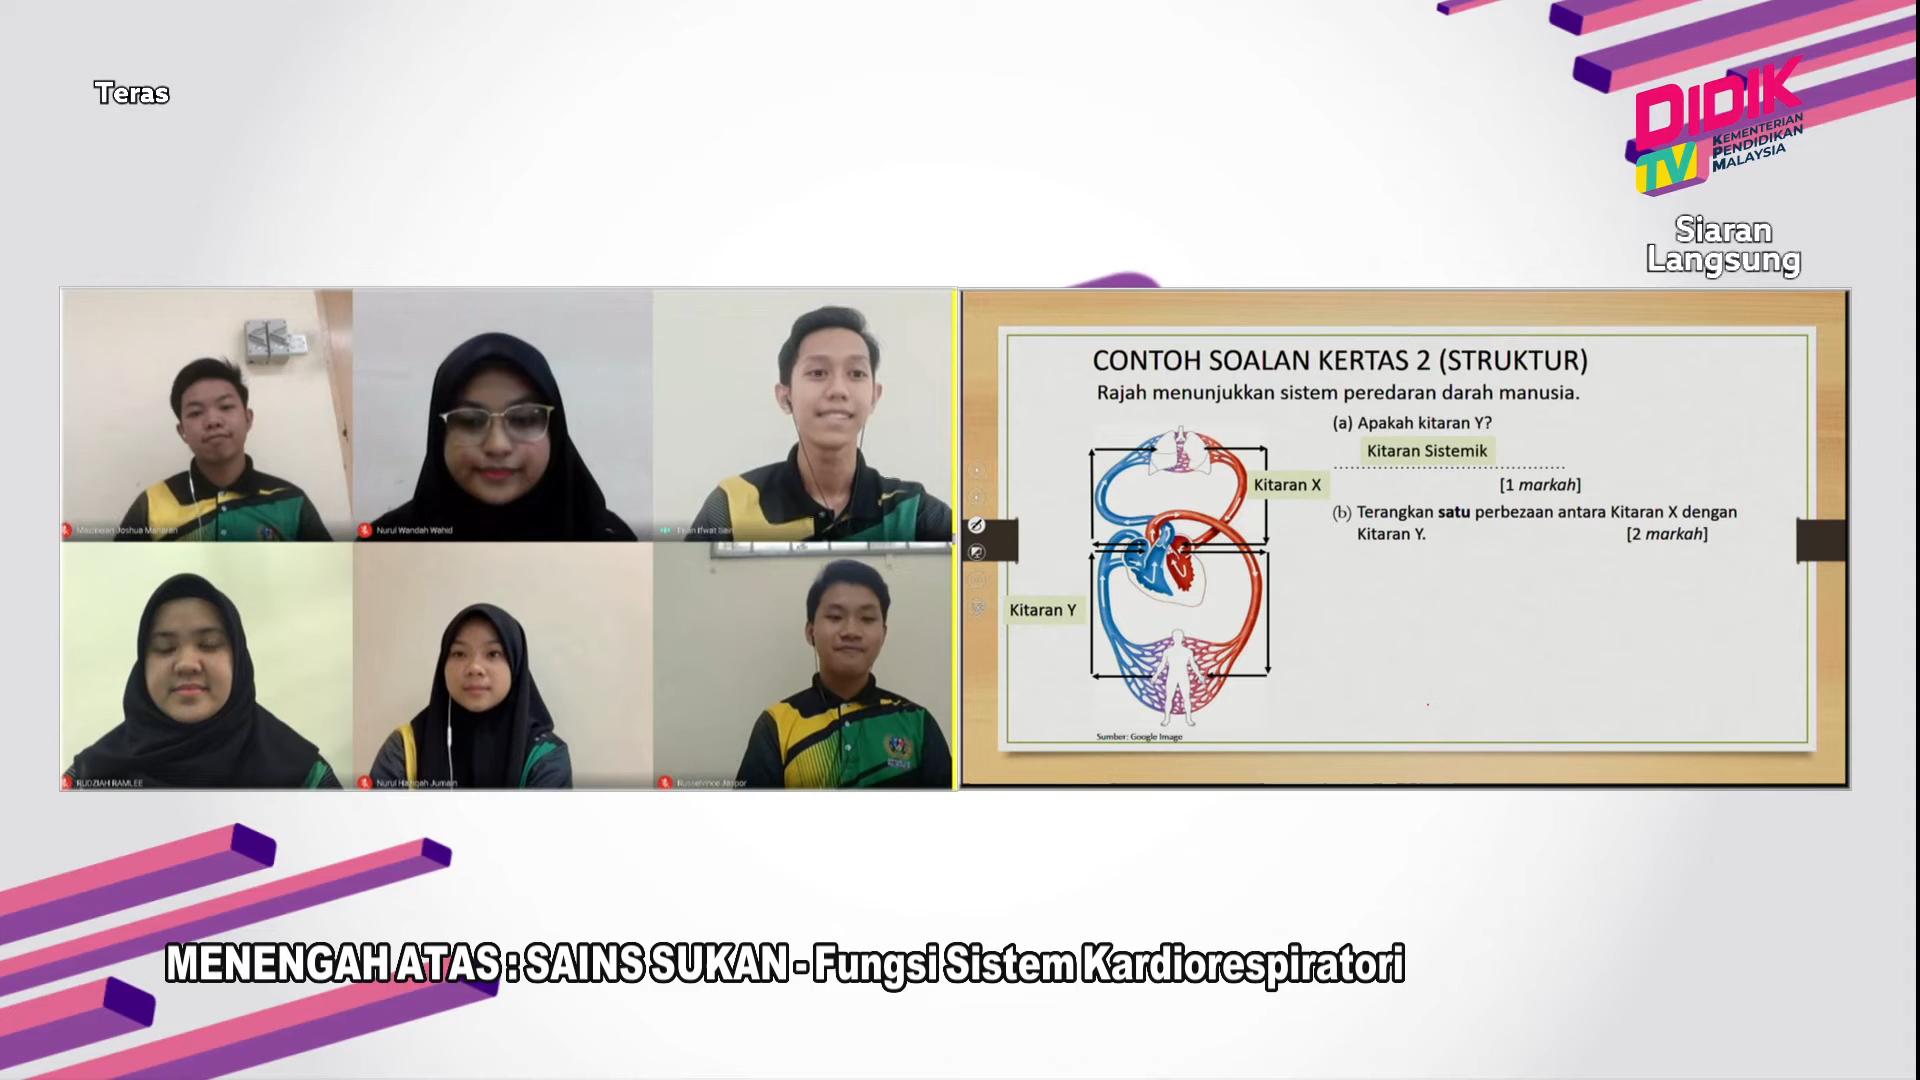 Teras
DIDIK
TV
KEMENTERIAN
PENDIDIKAN
MALAYSIA
Siaran
Langsung
Nurul Wandah Wahid
RUDZIAH RAMLEE
CONTOH SOALAN KERTAS 2 (STRUKTUR)
Rajah menunjukkan sistem peredaran darah manusia.
(a) Apakah kitaran Y?
Kitaran Sistemik
[1 markah]
(b) Terangkan satu perbezaan antara Kitaran X dengan
Kitaran Y. [2 markah]
Kitaran X
Kitaran Y
Sumber: Google Image
MENENGAH ATAS : SAINS SUKAN - Fungsi Sistem Kardiorespiratori